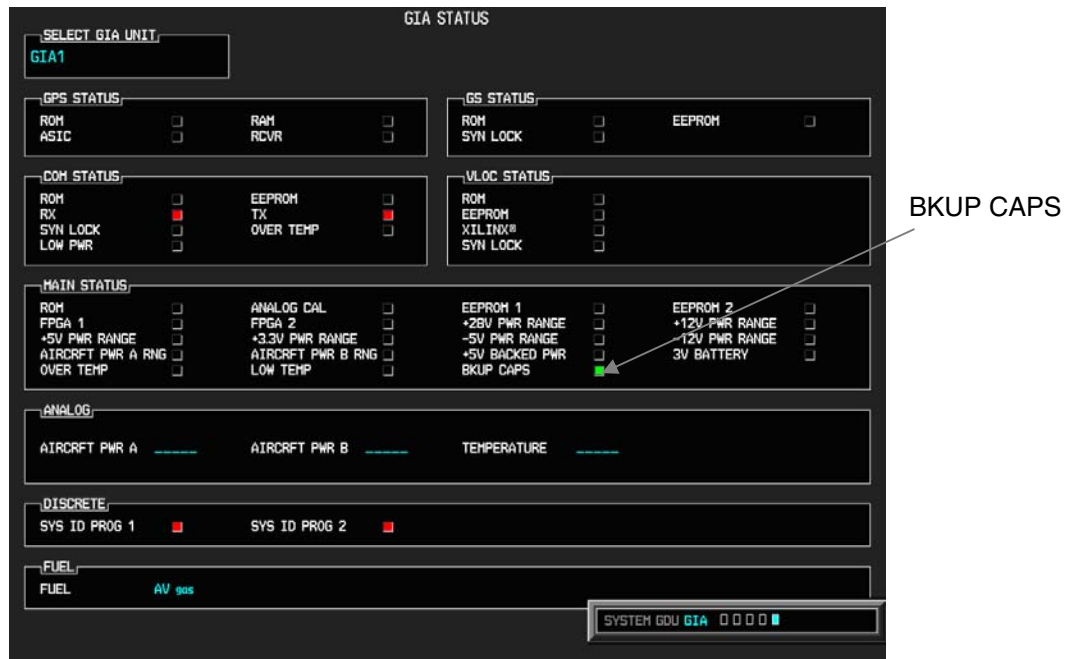 GIA STATUS
SELECT GIA UNIT
GIA1
GPS STATUS
ROM RAM
ASIC RCVR
GS STATUS
ROM EEPROM
SYN LOCK
COM STATUS
ROM EEPROM
RX TX
SYN LOCK OVER TEMP
LOW PWR
VLOC STATUS
ROM
EEPROM
XILINX®
SYN LOCK
BKUP CAPS
MAIN STATUS
ROM ANALOG CAL EEPROM 1 EEPROM 2
FPGA 1 FPGA 2 +28V PWR RANGE +12V PWR RANGE
+5V PWR RANGE +3.3V PWR RANGE -5V PWR RANGE -12V PWR RANGE
AIRCRFT PWR A RNG AIRCRFT PWR B RNG +5V BACKED PWR 3V BATTERY
OVER TEMP LOW TEMP BKUP CAPS
ANALOG
AIRCRFT PWR A _____ AIRCRFT PWR B _____ TEMPERATURE _____
DISCRETE
SYS ID PROG 1 SYS ID PROG 2
FUEL
FUEL AV gas
SYSTEM GDU GIA